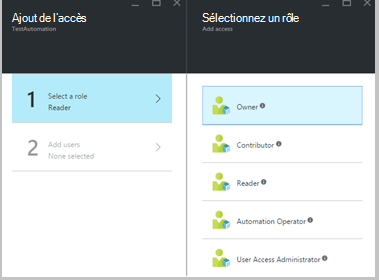 Ajout de l'accès
TestAutomation
1
Select a role
Reader
2
Add users
None selected
Sélectionnez un rôle
Add access
Owner
Contributor
Reader
Automation Operator
User Access Administrator